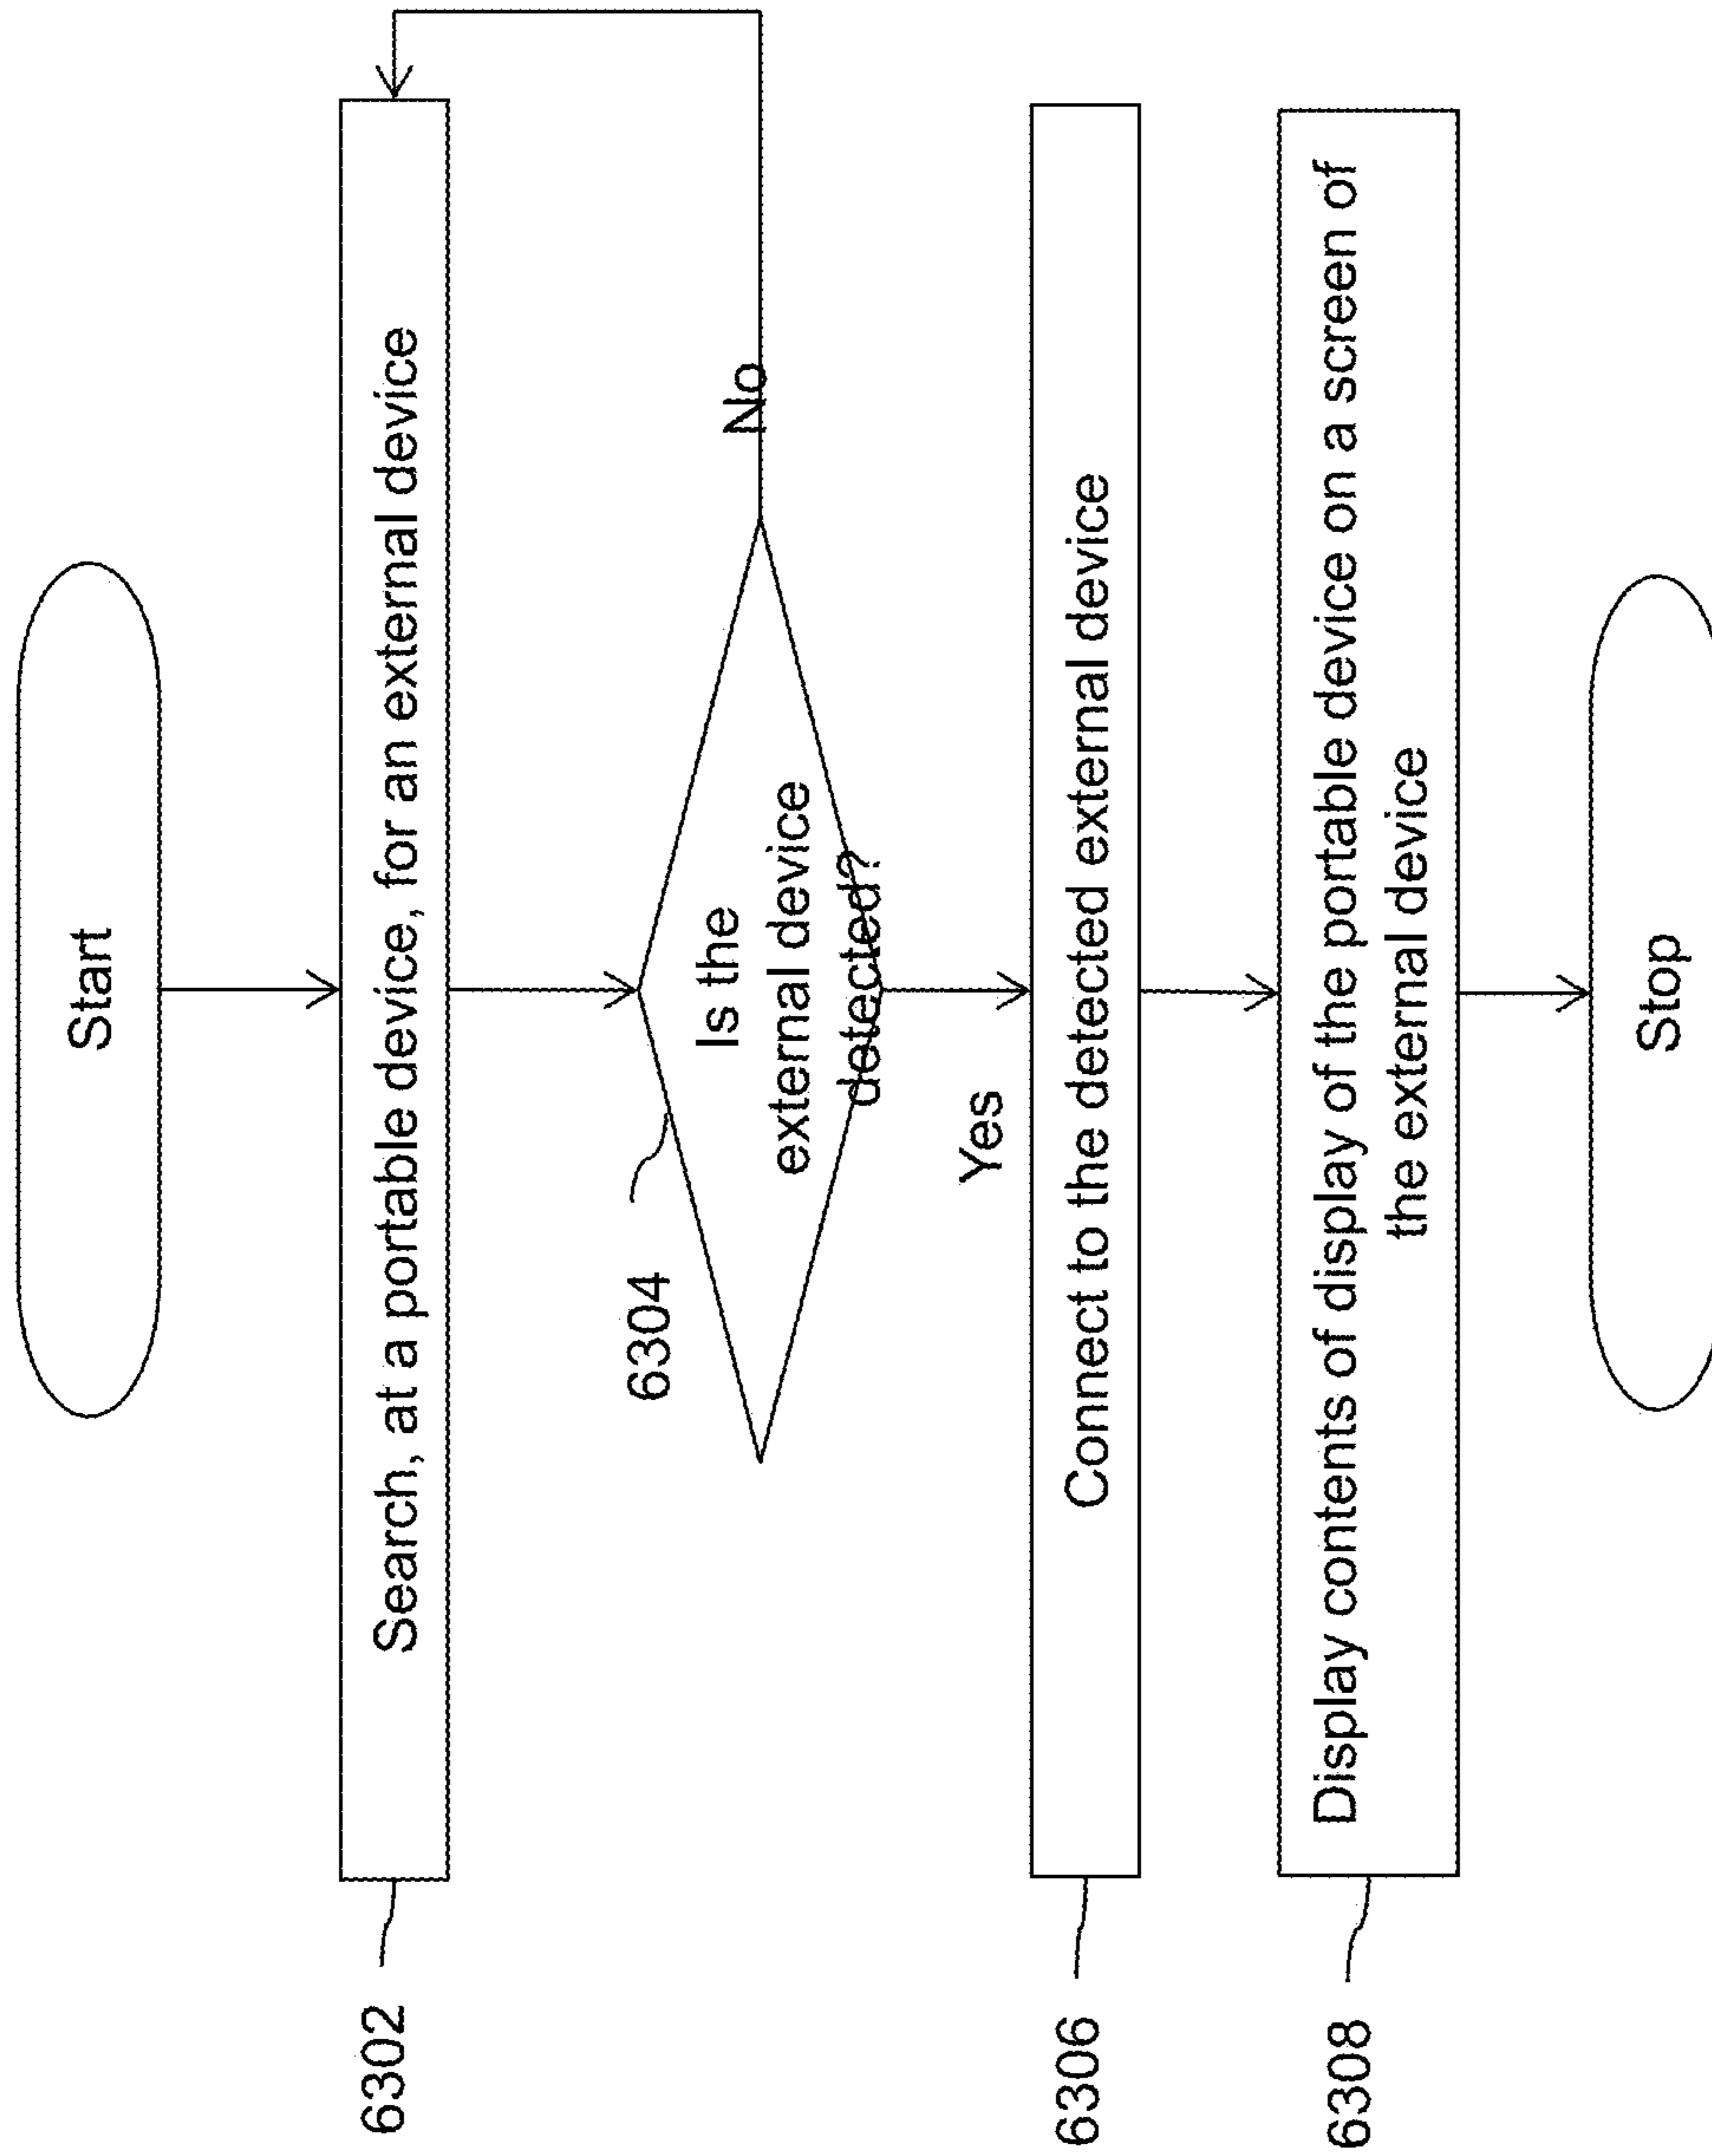 Start
6302
Search, at a portable device, for an external device
6304
Is the
external device
detected?
No
Yes
6306
Connect to the detected external device
6308
Display contents of display of the portable device on a screen of
the external device
Stop